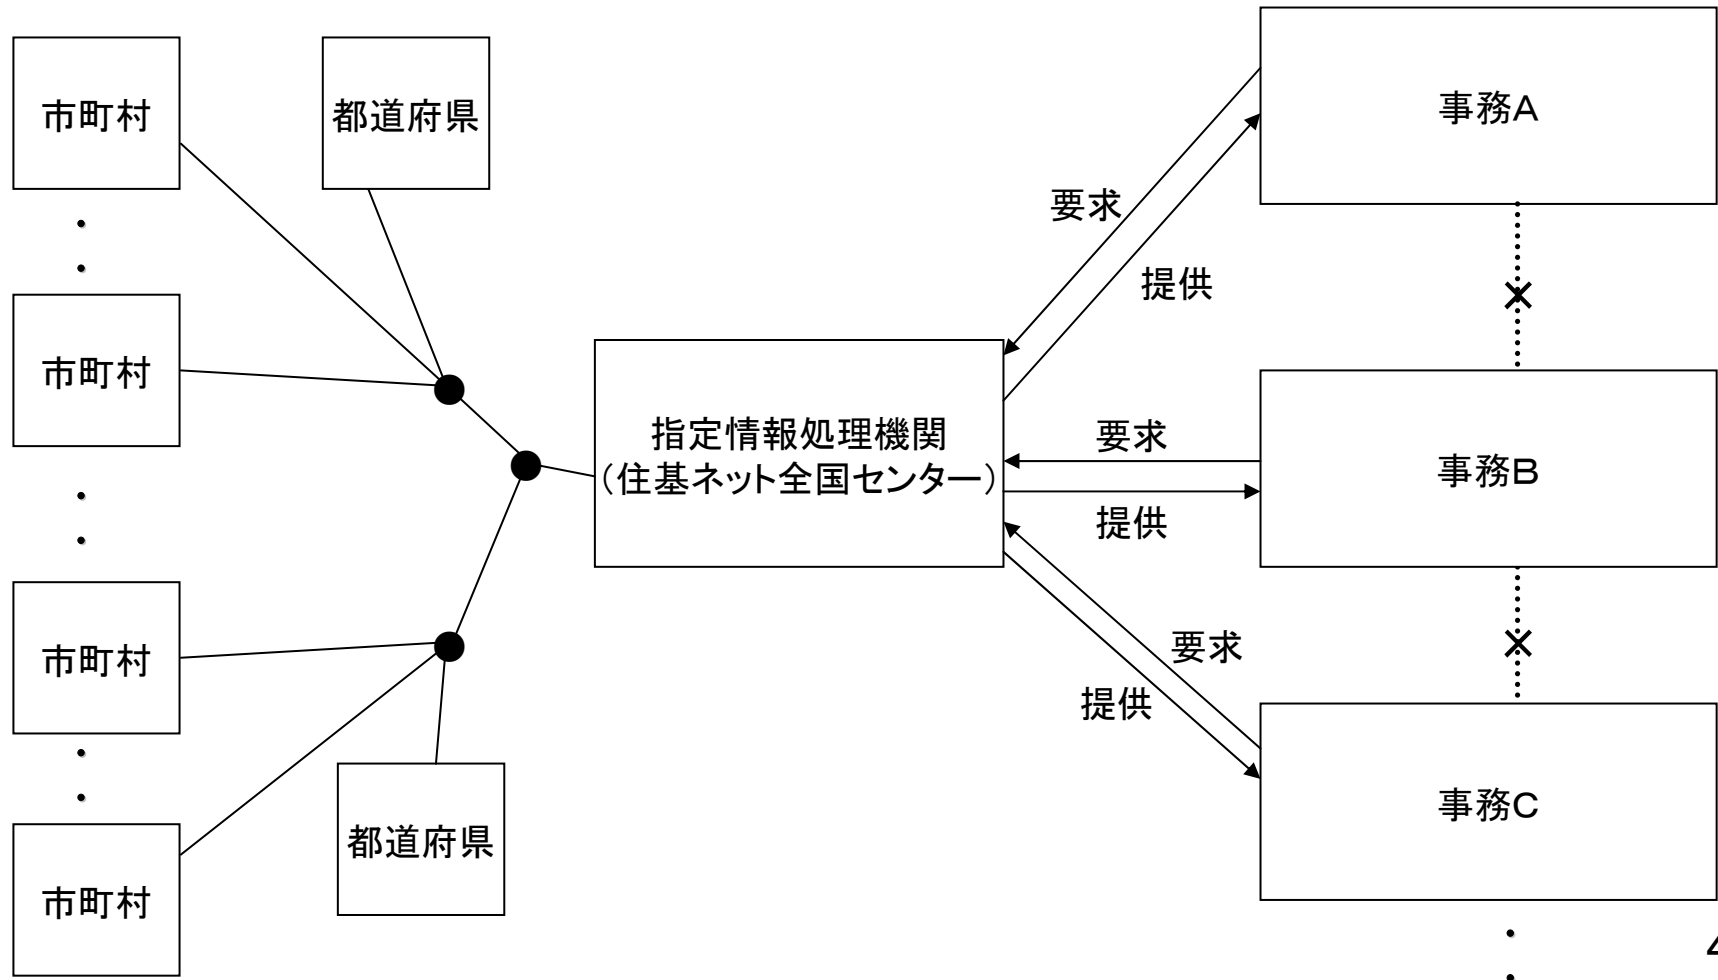 市町村
都道府県
事務A
要求
提供
市町村
指定情報処理機関
(住基ネット全国センター)
要求
提供
事務B
市町村
要求
提供
都道府県
事務C
市町村